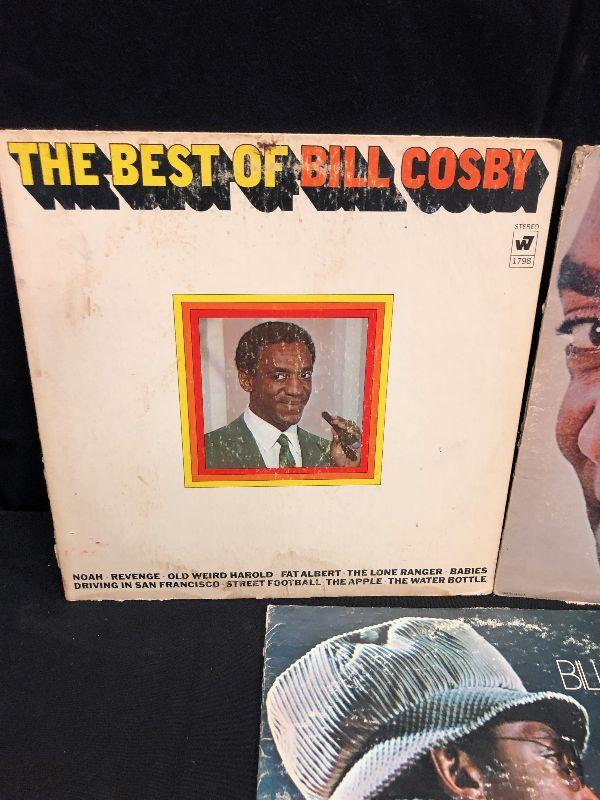 THE BEST OF BILL COSBY
STEREO
W7
1798
NOAH · REVENGE · OLD WEIRD HAROLD · FAT ALBERT · THE LONE RANGER · BABIES
DRIVING IN SAN FRANCISCO · STREET FOOTBALL · THE APPLE · THE WATER BOTTLE
BILL